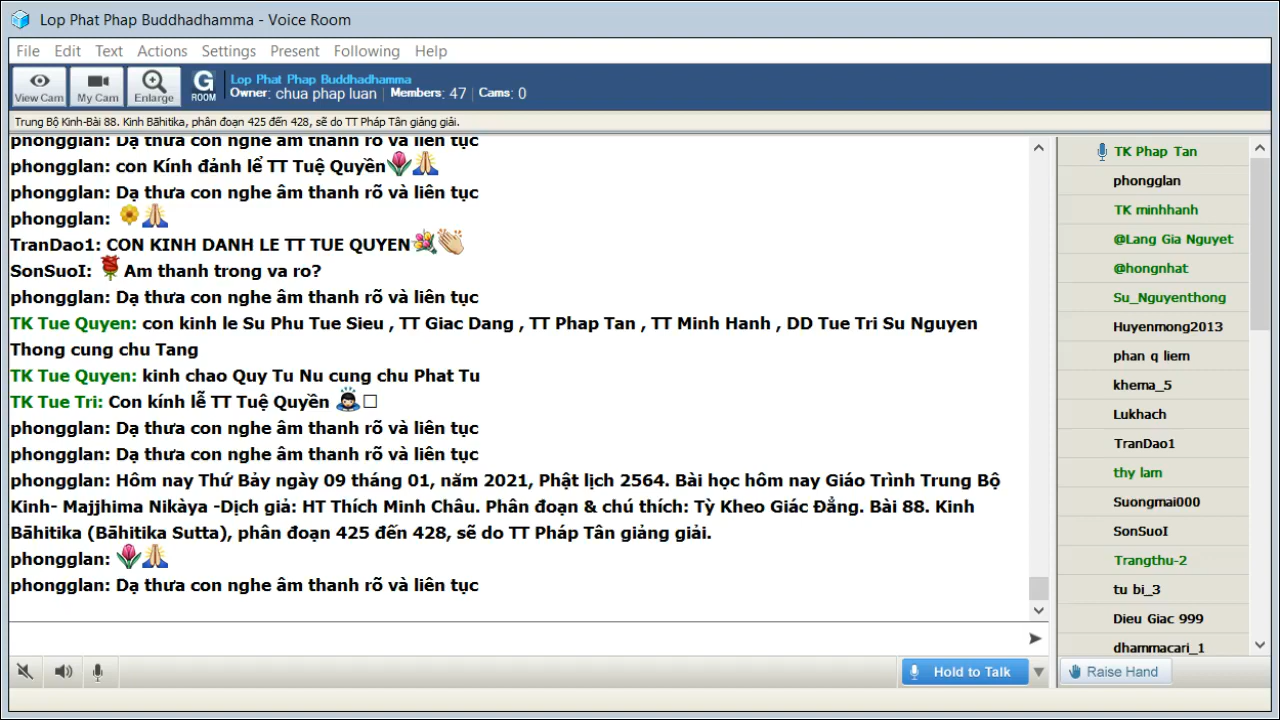 Lop Phat Phap Buddhadhamma - Voice Room
File Edit Text Actions Settings Present Following Help
View Cam My Cam Enlarge G ROOM
Lop Phat Phap Buddhadhamma
Owner: chua phap luan Members: 47 Cams: 0
Trung Bộ Kinh-Bài 88. Kinh Bãhitika, phân đoạn 425 đến 428, sẽ do TT Pháp Tân giảng giải.
phongglan: Dạ thưa con nghe âm thanh rõ và liên tục
phongglan: con Kính đảnh lể TT Tuệ Quyền🌷🙏
phongglan: Dạ thưa con nghe âm thanh rõ và liên tục
phongglan: 🌼🙏
TranDao1: CON KINH DANH LE TT TUE QUYEN💐👏
SonSuoI: 🌹Am thanh trong va ro?
phongglan: Dạ thưa con nghe âm thanh rõ và liên tục
TK Tue Quyen: con kinh le Su Phu Tue Sieu , TT Giac Dang , TT Phap Tan , TT Minh Hanh , DD Tue Tri Su Nguyen
Thong cung chu Tang
TK Tue Quyen: kinh chao Quy Tu Nu cung chu Phat Tu
TK Tue Tri: Con kính lễ TT Tuệ Quyền 🙇□
phongglan: Dạ thưa con nghe âm thanh rõ và liên tục
phongglan: Dạ thưa con nghe âm thanh rõ và liên tục
phongglan: Hôm nay Thứ Bảy ngày 09 tháng 01, năm 2021, Phật lịch 2564. Bài học hôm nay Giáo Trình Trung Bộ
Kinh- Majjhima Nikàya -Dịch giả: HT Thích Minh Châu. Phân đoạn & chú thích: Tỳ Kheo Giác Đẳng. Bài 88. Kinh
Bāhitika (Bāhitika Sutta), phân đoạn 425 đến 428, sẽ do TT Pháp Tân giảng giải.
phongglan: 🌷🙏
phongglan: Dạ thưa con nghe âm thanh rõ và liên tục
TK Phap Tan
phongglan
TK minhhanh
@Lang Gia Nguyet
@hongnhat
Su_Nguyenthong
Huyenmong2013
phan q liem
khema_5
Lukhach
TranDao1
thy lam
Suongmai000
SonSuoI
Trangthu-2
tu bi_3
Dieu Giac 999
dhammacari_1
Hold to Talk
Raise Hand